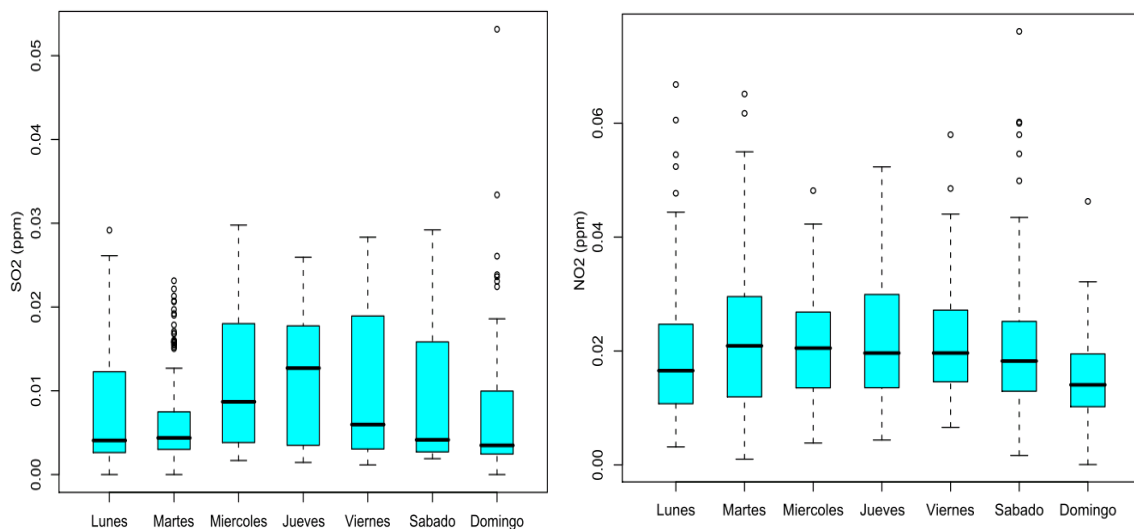 SO2 (ppm)
0.05
0.04
0.03
0.02
0.01
0.00
Lunes Martes Miercoles Jueves Viernes Sabado Domingo
NO2 (ppm)
0.06
0.04
0.02
0.00
Lunes Martes Miercoles Jueves Viernes Sabado Domingo